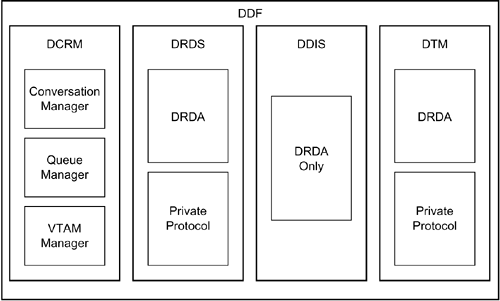 DDF
DCRM
Conversation
Manager
Queue
Manager
VTAM
Manager
DRDS
DRDA
Private
Protocol
DDIS
DRDA
Only
DTM
DRDA
Private
Protocol